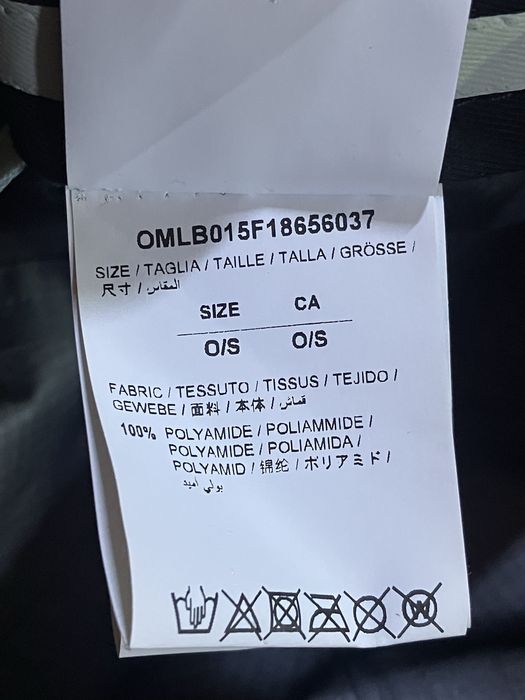 OMLB015F18656037
SIZE / TAGLIA / TAILLE / TALLA / GRÖSSE /
尺寸 / المقاس
SIZE CA
O/S O/S
FABRIC / TESSUTO / TISSUS / TEJIDO /
GEWEBE / 面料 / 本体 / قماش
100% POLYAMIDE / POLIAMMIDE /
POLYAMIDE / POLIAMIDA /
POLYAMID / 锦纶 / ポリアミド /
بولي أميد
W